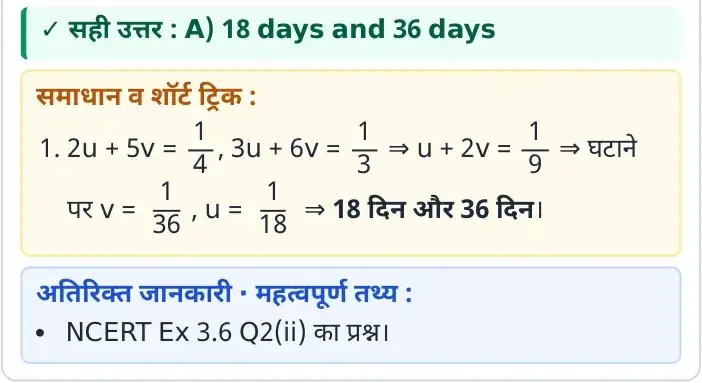 ✓ सही उत्तर : A) 18 days and 36 days
समाधान व शॉर्ट ट्रिक :
1. 2u + 5v = 1/4, 3u + 6v = 1/3 ⇒ u + 2v = 1/9 ⇒ घटाने
पर v = 1/36, u = 1/18 ⇒ 18 दिन और 36 दिन।
अतिरिक्त जानकारी · महत्वपूर्ण तथ्य :
• NCERT Ex 3.6 Q2(ii) का प्रश्न।